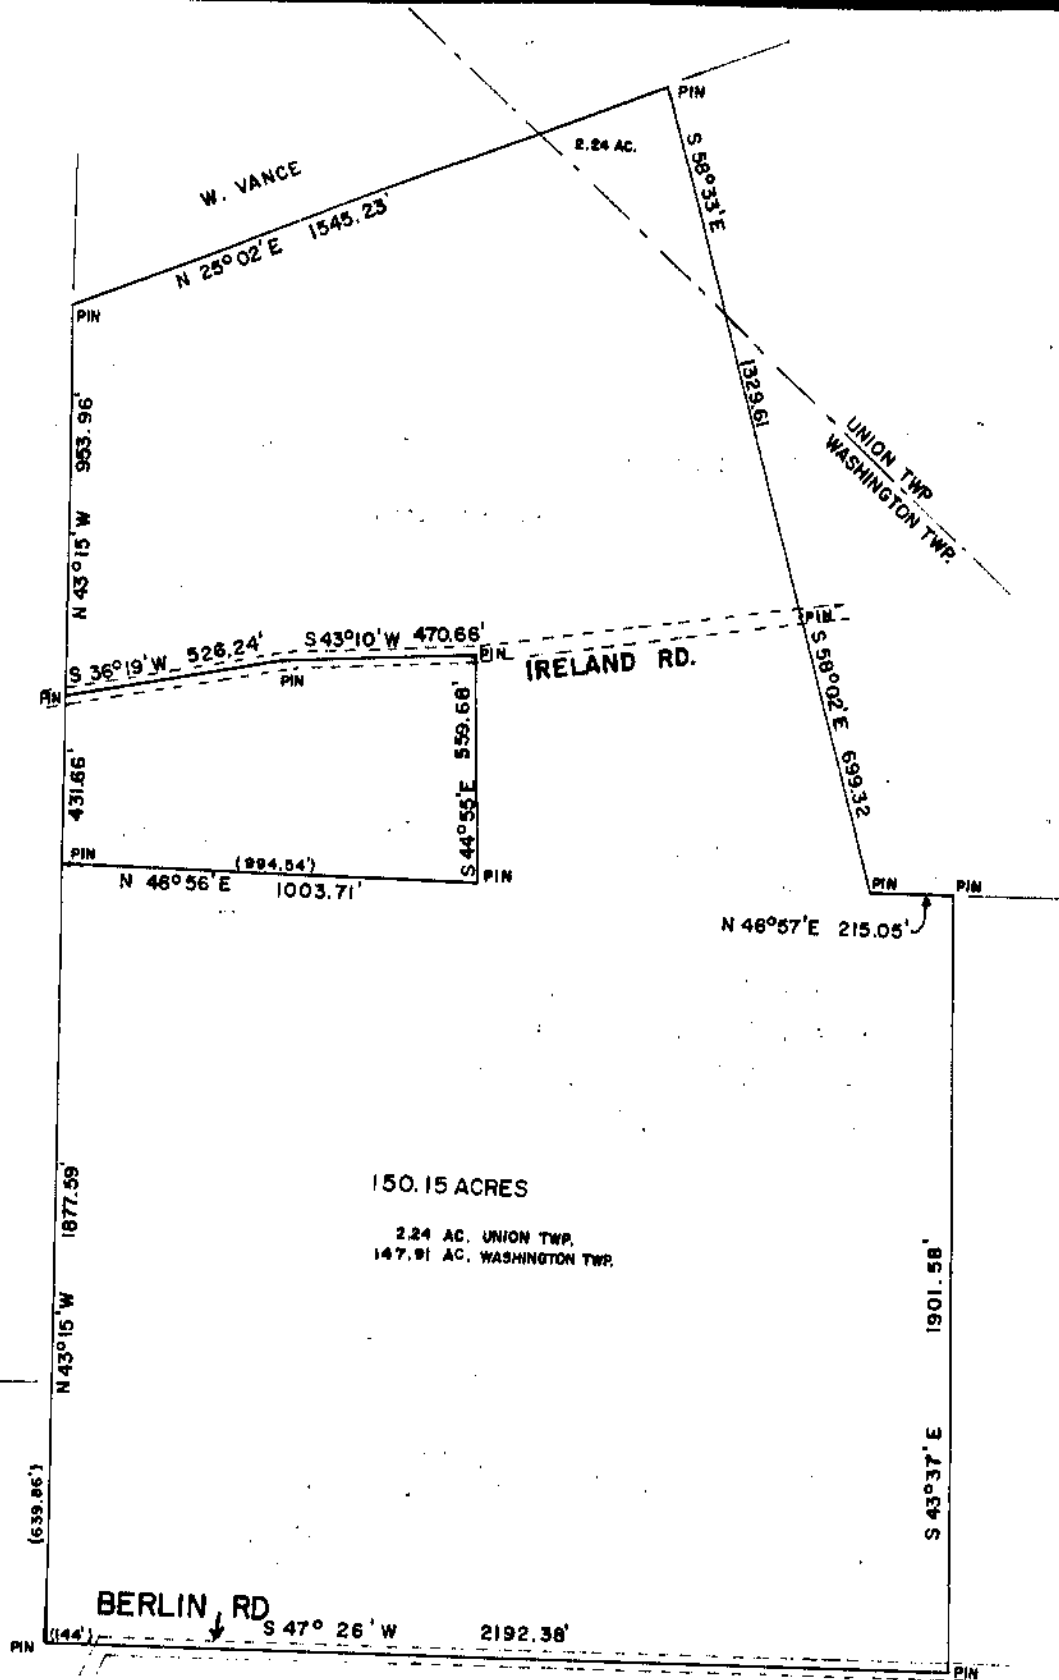 PIN
2.24 AC.
S 58°33'E
W. VANCE
N 25°02'E 1545.23'
PIN
1329.61
N 43°15'W 953.96'
UNION TWP
WASHINGTON TWP.
PIN
S 36°19'W 526.24'
S 43°10'W 470.66'
PIN
IRELAND RD.
PIN
PIN
S 58°02'E 699.32
S 44°55'E 559.68'
431.66'
PIN
(994.54')
N 46°56'E 1003.71'
PIN
PIN
PIN
N 46°57'E 215.05'
150.15 ACRES
2.24 AC. UNION TWP.
147.91 AC. WASHINGTON TWP.
N 43°15'W 1877.59'
S 43°37'E 1901.58'
(639.86')
BERLIN RD
S 47° 26' W 2192.38'
PIN
(144')
PIN